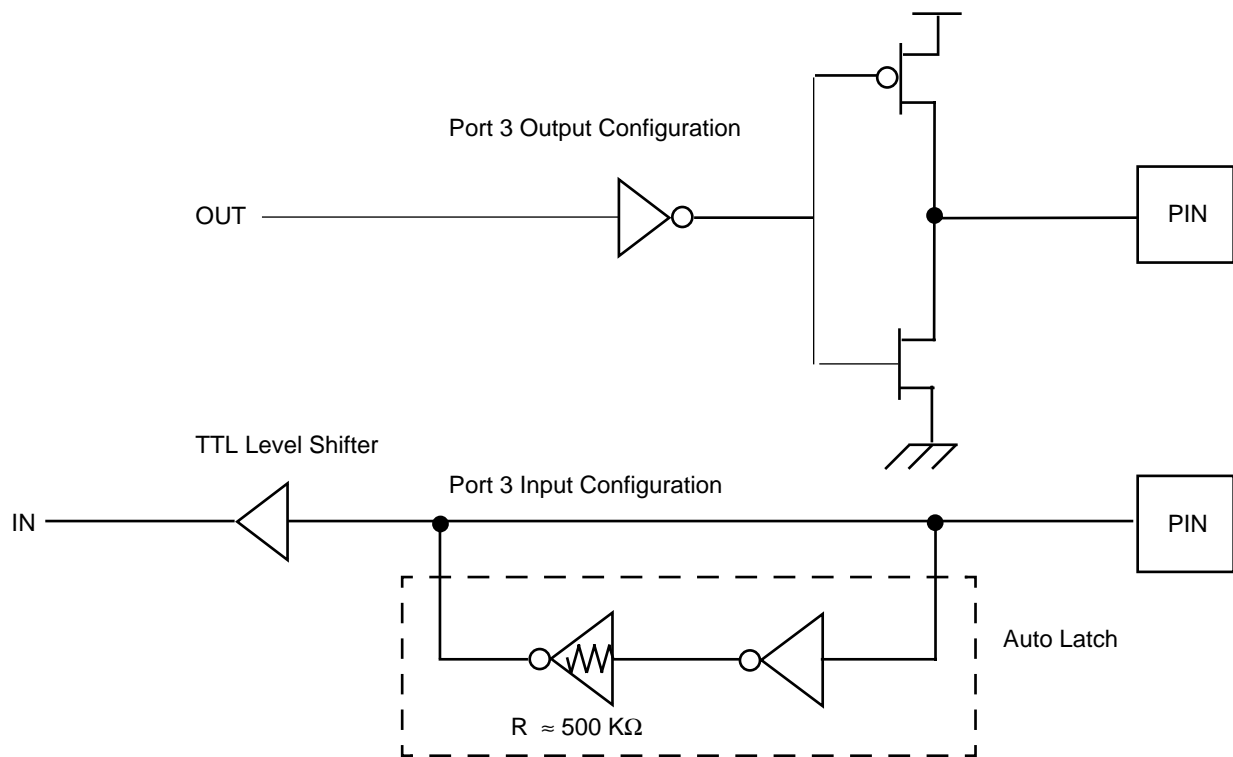 Port 3 Output Configuration
OUT
PIN
TTL Level Shifter
Port 3 Input Configuration
IN
PIN
Auto Latch
R ≈ 500 KΩ